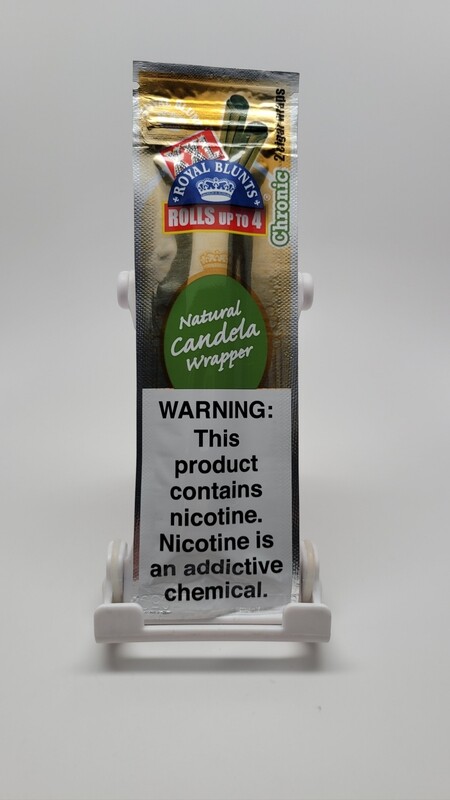 ROYAL BLUNTS
ROLLS UP TO 4
Chronic
2 cigar wraps
Natural
Candela
Wrapper
WARNING:
This
product
contains
nicotine.
Nicotine is
an addictive
chemical.